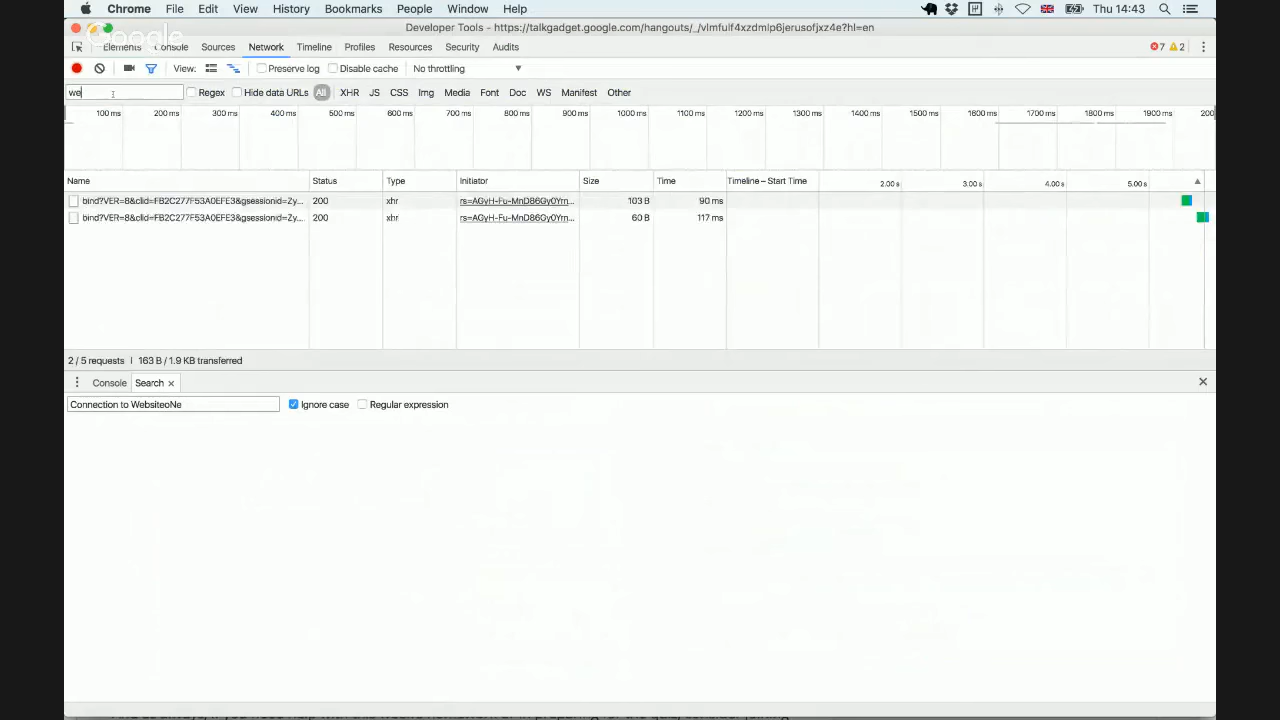 Chrome File Edit View History Bookmarks People Window Help Thu 14:43
Developer Tools - https://talkgadget.google.com/hangouts/_/vlmfulf4xzdmlp6jerusofjxz4e?hl=en
Google
Elements Console Sources Network Timeline Profiles Resources Security Audits 7 2
View: Preserve log Disable cache No throttling
we Regex Hide data URLs All XHR JS CSS Img Media Font Doc WS Manifest Other
100 ms 200 ms 300 ms 400 ms 500 ms 600 ms 700 ms 800 ms 900 ms 1000 ms 1100 ms 1200 ms 1300 ms 1400 ms 1500 ms 1600 ms 1700 ms 1800 ms 1900 ms 200
Name Status Type Initiator Size Time Timeline – Start Time 2.00 s 3.00 s 4.00 s 5.00 s
bind?VER=8&clid=FB2C277F53A0EFE3&gsessionid=Zy... 200 xhr rs=AGyH-Fu-MnD86Gy0Ym... 103 B 90 ms
bind?VER=8&clid=FB2C277F53A0EFE3&gsessionid=Zy... 200 xhr rs=AGyH-Fu-MnD86Gy0Ym... 60 B 117 ms
2 / 5 requests | 163 B / 1.9 KB transferred
Console Search
Connection to WebsiteoNe Ignore case Regular expression